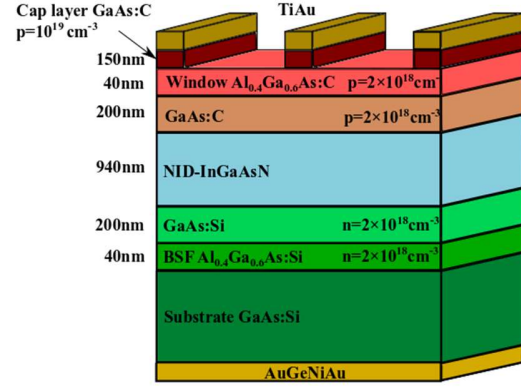 Cap layer GaAs:C TiAu
p=10¹⁹ cm⁻³
150nm
40nm Window Al₀.₄Ga₀.₆As:C p=2×10¹⁸cm⁻
200nm GaAs:C p=2×10¹⁸cm⁻³
940nm NID-InGaAsN
200nm GaAs:Si n=2×10¹⁸cm⁻³
40nm BSF Al₀.₄Ga₀.₆As:Si n=2×10¹⁸cm⁻³
Substrate GaAs:Si
AuGeNiAu